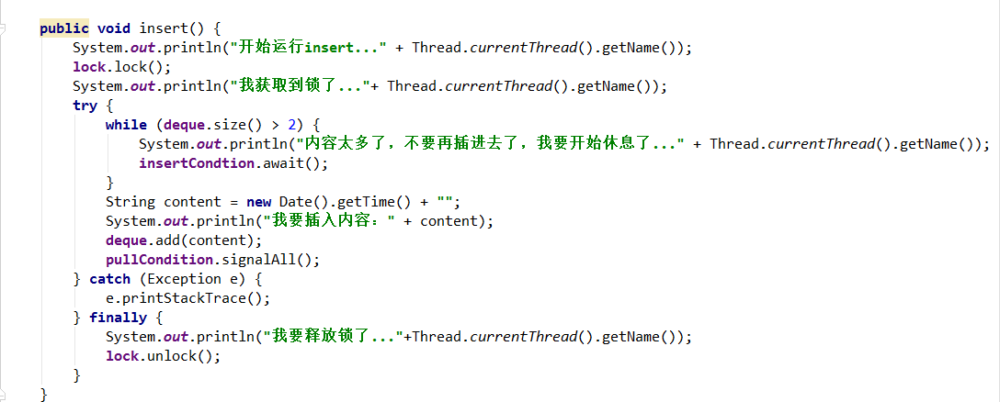 public void insert() {
    System.out.println("开始运行insert..." + Thread.currentThread().getName());
    lock.lock();
    System.out.println("我获取到锁了..."+ Thread.currentThread().getName());
    try {
        while (deque.size() > 2) {
            System.out.println("内容太多了，不要再插进去了，我要开始休息了..." + Thread.currentThread().getName());
            insertCondtion.await();
        }
        String content = new Date().getTime() + "";
        System.out.println("我要插入内容：" + content);
        deque.add(content);
        pullCondition.signalAll();
    } catch (Exception e) {
        e.printStackTrace();
    } finally {
        System.out.println("我要释放锁了..."+Thread.currentThread().getName());
        lock.unlock();
    }
}